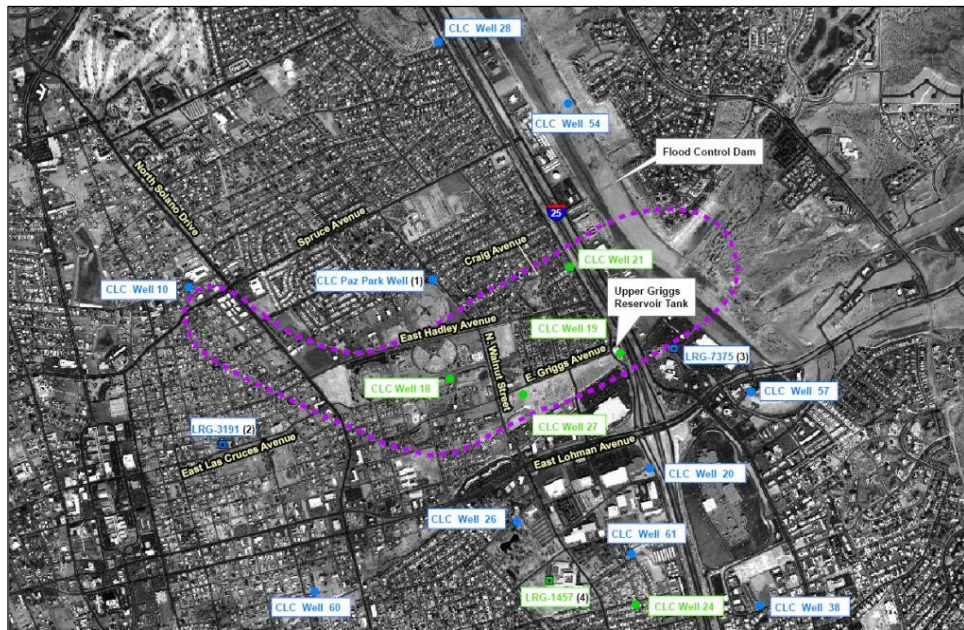 CLC Well 28
CLC Well 54
Flood Control Dam
North Solano Drive
Spruce Avenue
25
Craig Avenue
CLC Well 21
CLC Paz Park Well (1)
CLC Well 10
Upper Griggs
Reservoir Tank
East Hadley Avenue
CLC Well 19
N. Walnut Street
E. Griggs Avenue
LRG-7375 (3)
CLC Well 18
CLC Well 57
CLC Well 27
LRG-3191 (2)
East Las Cruces Avenue
East Lohman Avenue
CLC Well 20
CLC Well 26
CLC Well 61
LRG-1457 (4)
CLC Well 60
CLC Well 24
CLC Well 38